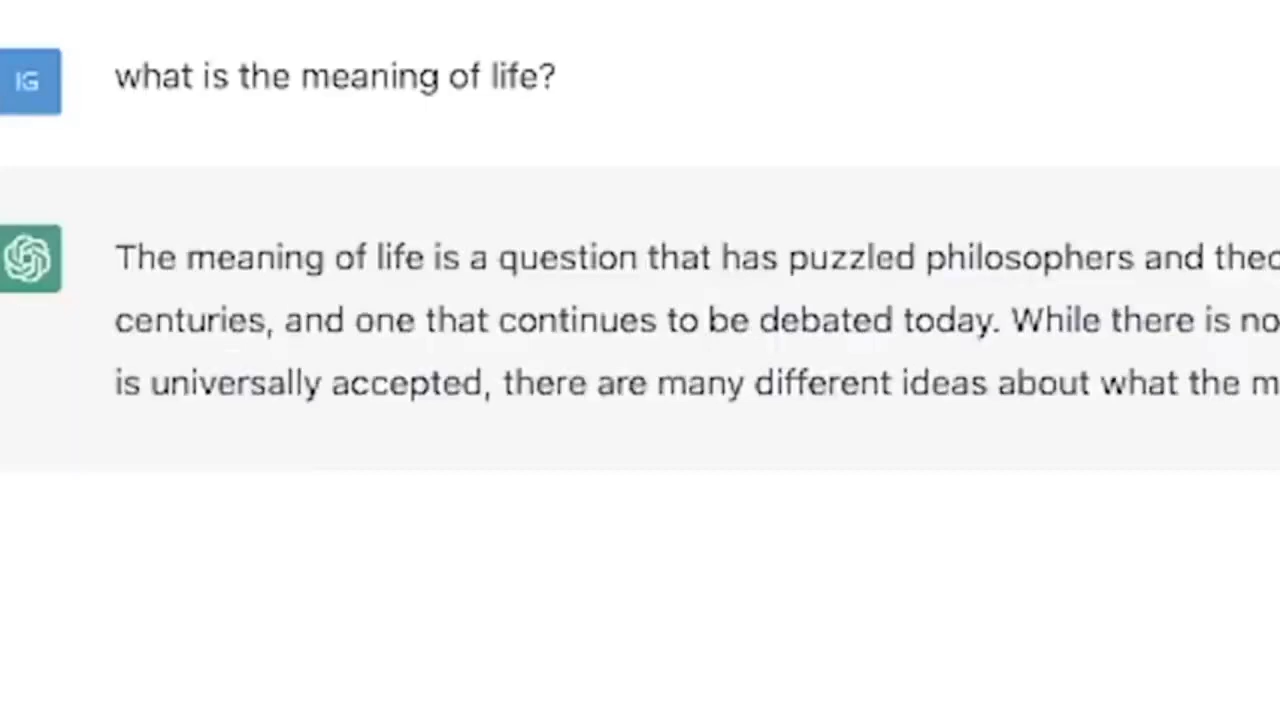 IG
what is the meaning of life?
The meaning of life is a question that has puzzled philosophers and
centuries, and one that continues to be debated today. While there is no
is universally accepted, there are many different ideas about what the